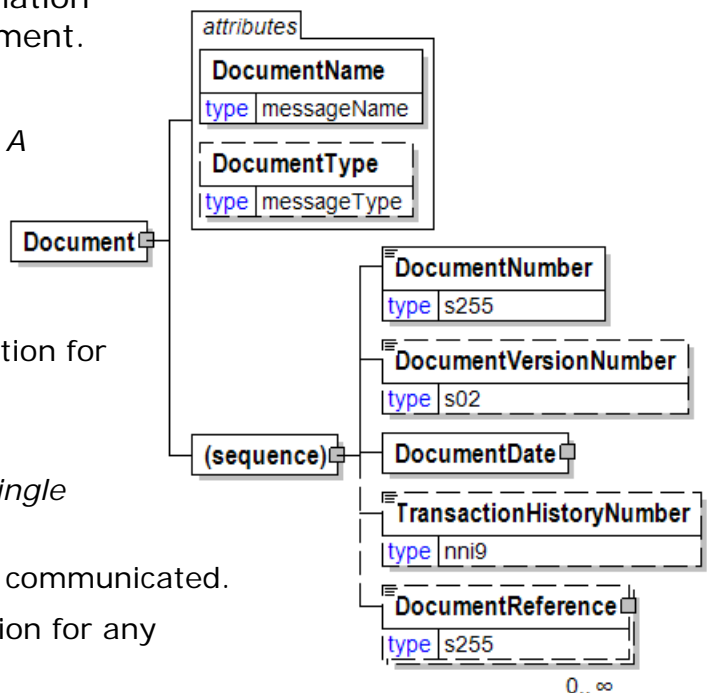 ment.
A
tion for
ingle
communicated.
ion for any
attributes
DocumentName
type messageName
DocumentType
type messageType
Document
(sequence)
DocumentNumber
type s255
DocumentVersionNumber
type s02
DocumentDate
TransactionHistoryNumber
type nni9
DocumentReference
type s255
0.. ∞